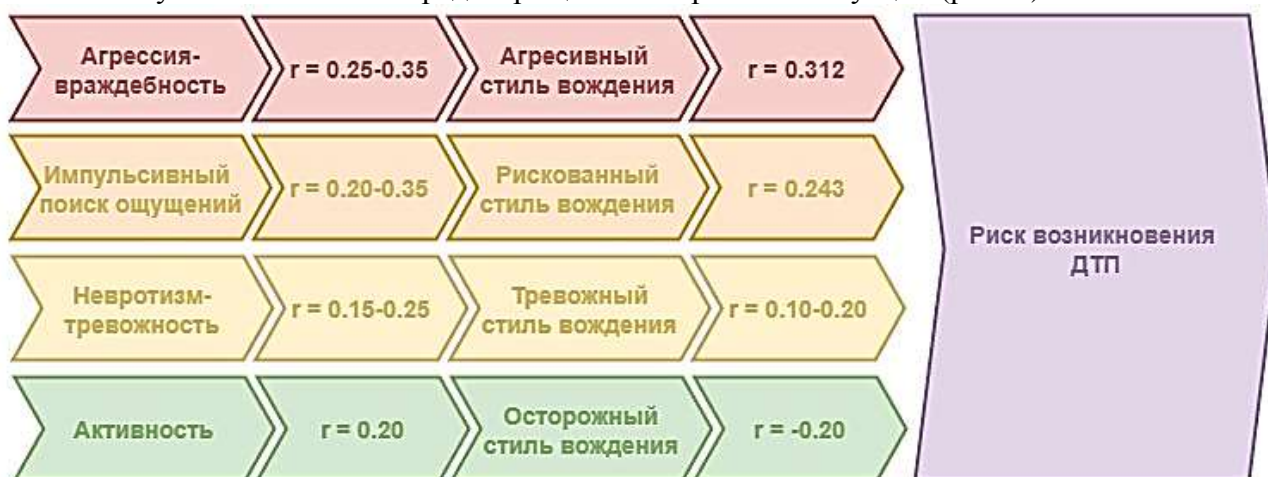 Агрессия-
враждебность
r = 0.25-0.35
Агресивный
стиль вождения
r = 0.312
Импульсивный
поиск ощущений
r = 0.20-0.35
Рискованный
стиль вождения
r = 0.243
Риск возникновения
ДТП
Невротизм-
тревожность
r = 0.15-0.25
Тревожный
стиль вождения
r = 0.10-0.20
Активность
r = 0.20
Осторожный
стиль вождения
r = -0.20